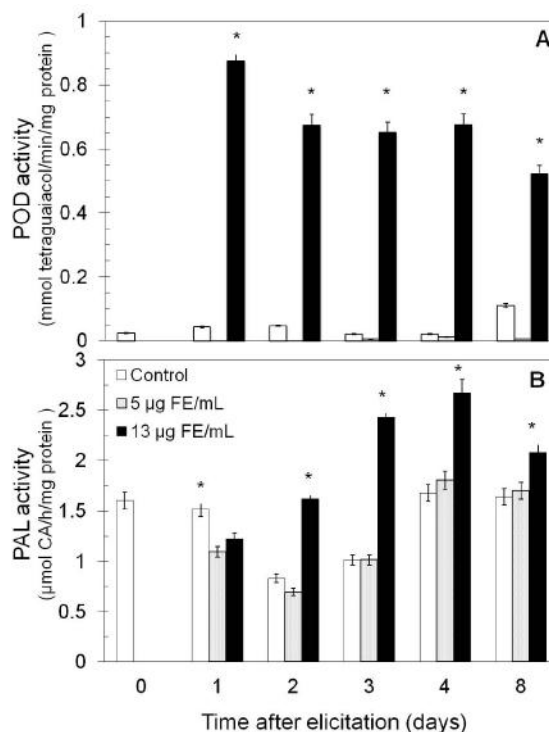 1
A
0.8
0.6
0.4
0.2
0
POD activity
(mmol tetraguaiacol/min/mg protein)
* * * * *
3
B
2.5
2
1.5
1
0.5
0
PAL activity
(µmol CA/h/mg protein)
Control
5 µg FE/mL
13 µg FE/mL
* * * * *
0 1 2 3 4 8
Time after elicitation (days)